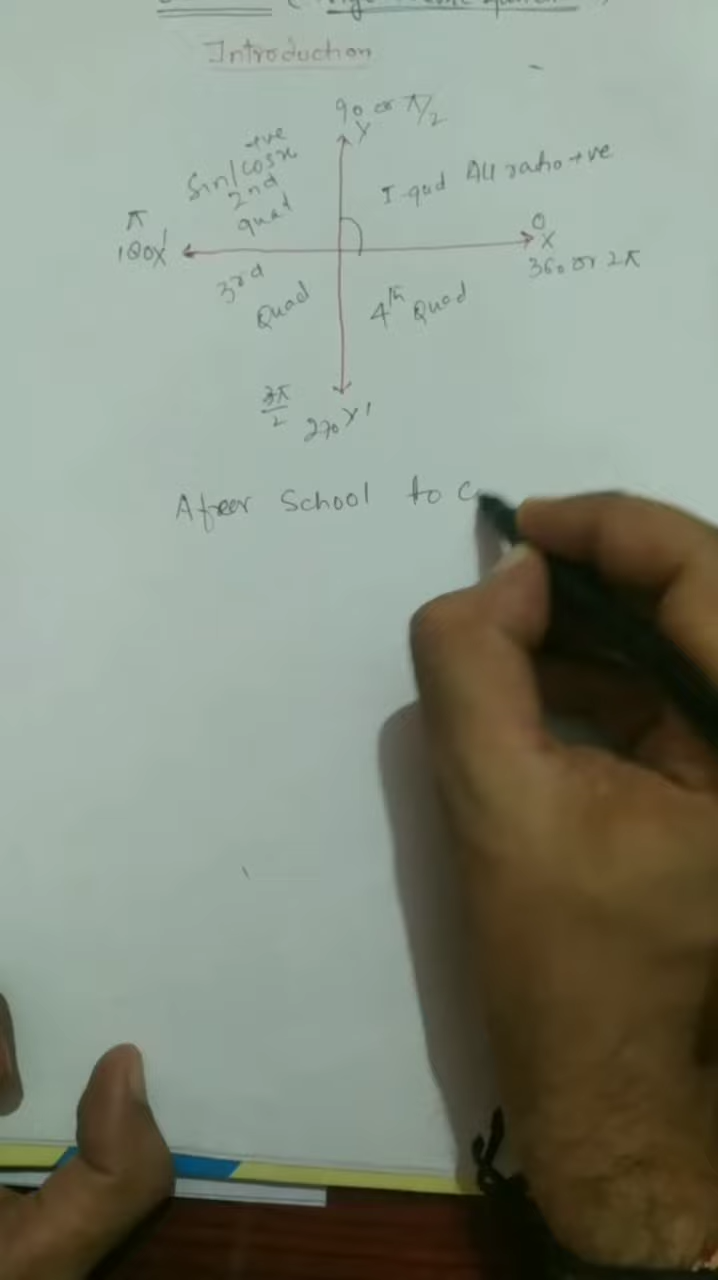 Introduction
90 or π/2
Y
+ve
Sin/cosx
2nd
quad
I quad All ratio +ve
π
180X'
0
X
360 or 2π
3rd
Quad
4th Quad
3π/2
270 Y'
Afeer School to c